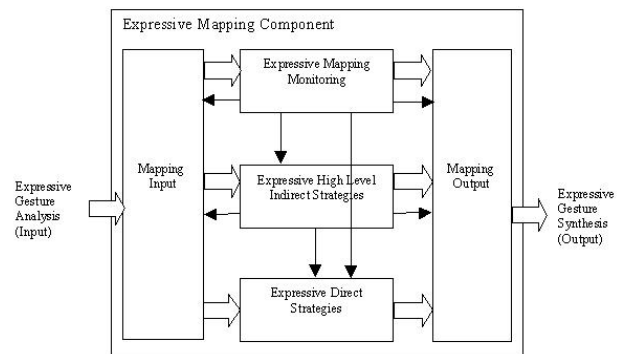 Expressive Mapping Component
Expressive Mapping
Monitoring
Mapping
Input
Expressive High Level
Indirect Strategies
Mapping
Output
Expressive
Gesture
Analysis
(Input)
Expressive
Gesture
Synthesis
(Output)
Expressive Direct
Strategies